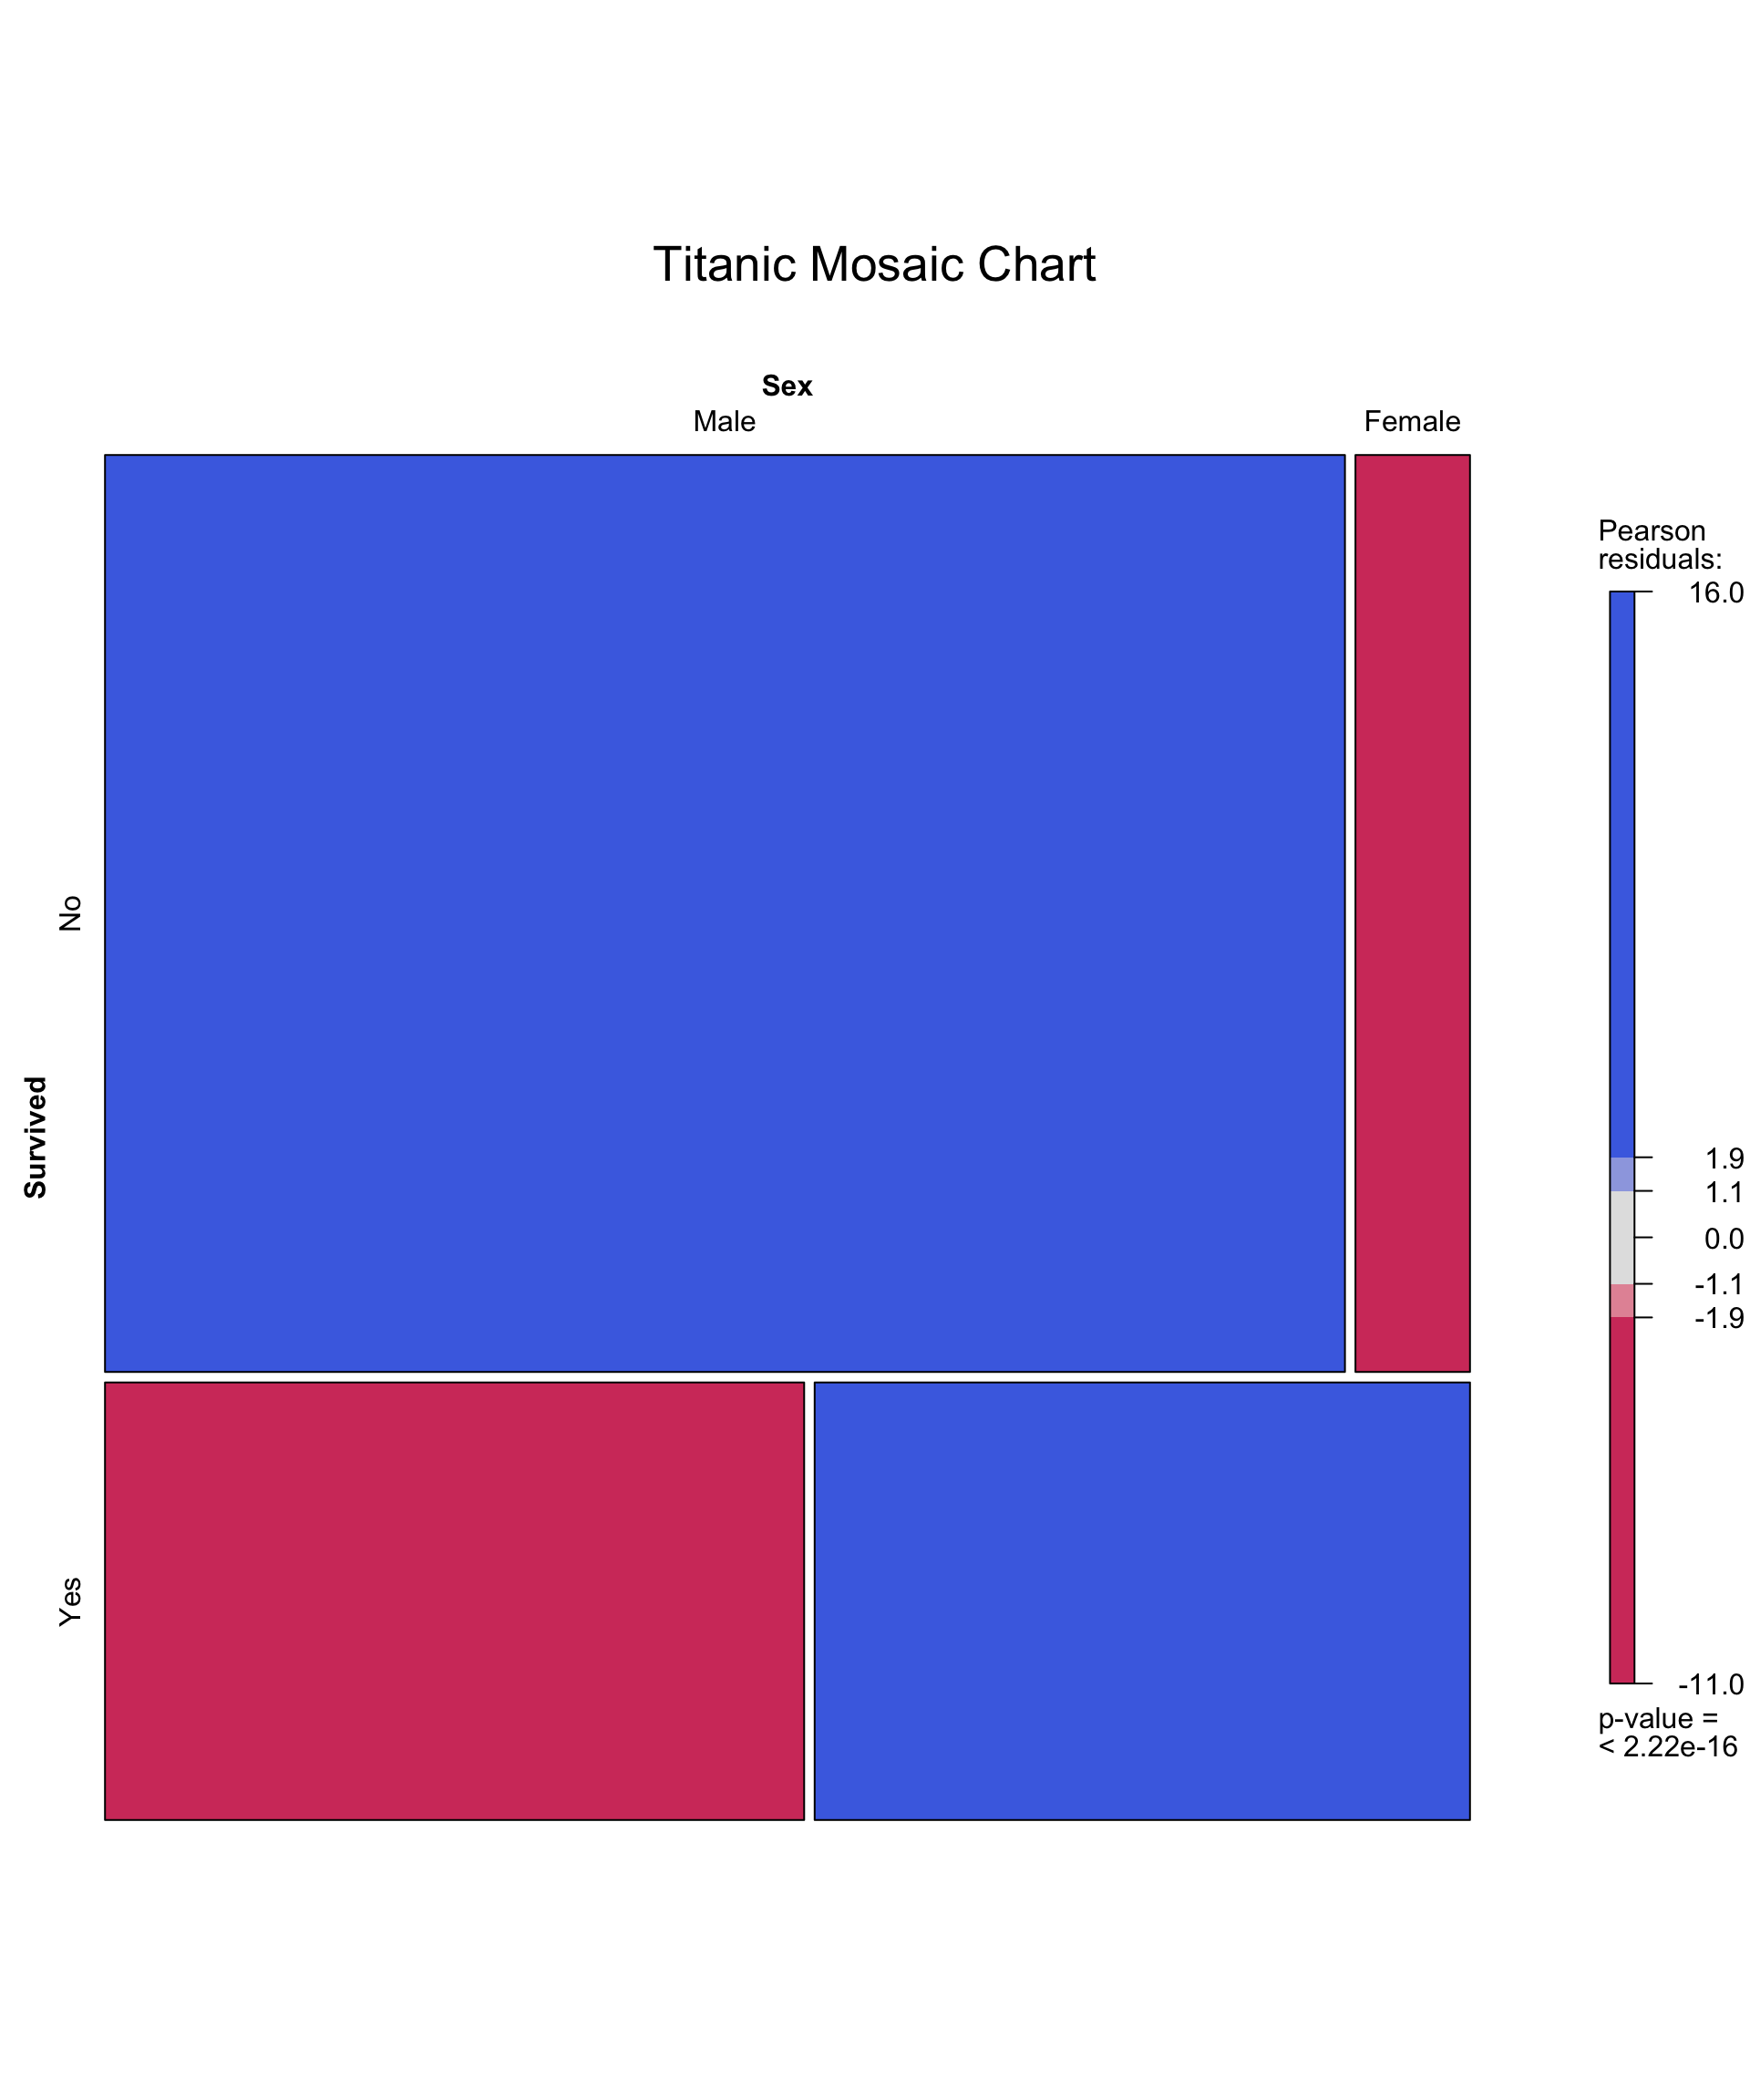 Titanic Mosaic Chart
Sex
Male
Female
Survived
No
Yes
Pearson
residuals:
16.0
1.9
1.1
0.0
-1.1
-1.9
-11.0
p-value =
< 2.22e-16